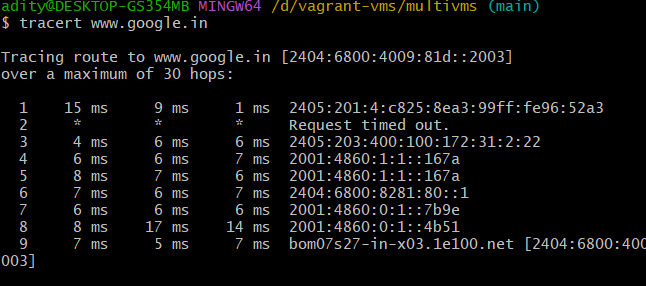 adity@DESKTOP-GS354MB MINGW64 /d/vagrant-vms/multivms (main)
$ tracert www.google.in
Tracing route to www.google.in [2404:6800:4009:81d::2003]
over a maximum of 30 hops:
1 15 ms 9 ms 1 ms 2405:201:4:c825:8ea3:99ff:fe96:52a3
2 * * * Request timed out.
3 4 ms 6 ms 6 ms 2405:203:400:100:172:31:2:22
4 6 ms 6 ms 7 ms 2001:4860:1:1::167a
5 8 ms 7 ms 6 ms 2001:4860:1:1::167a
6 7 ms 6 ms 7 ms 2404:6800:8281:80::1
7 6 ms 6 ms 6 ms 2001:4860:0:1::7b9e
8 8 ms 17 ms 14 ms 2001:4860:0:1::4b51
9 7 ms 5 ms 7 ms bom07s27-in-x03.1e100.net [2404:6800:400
003]